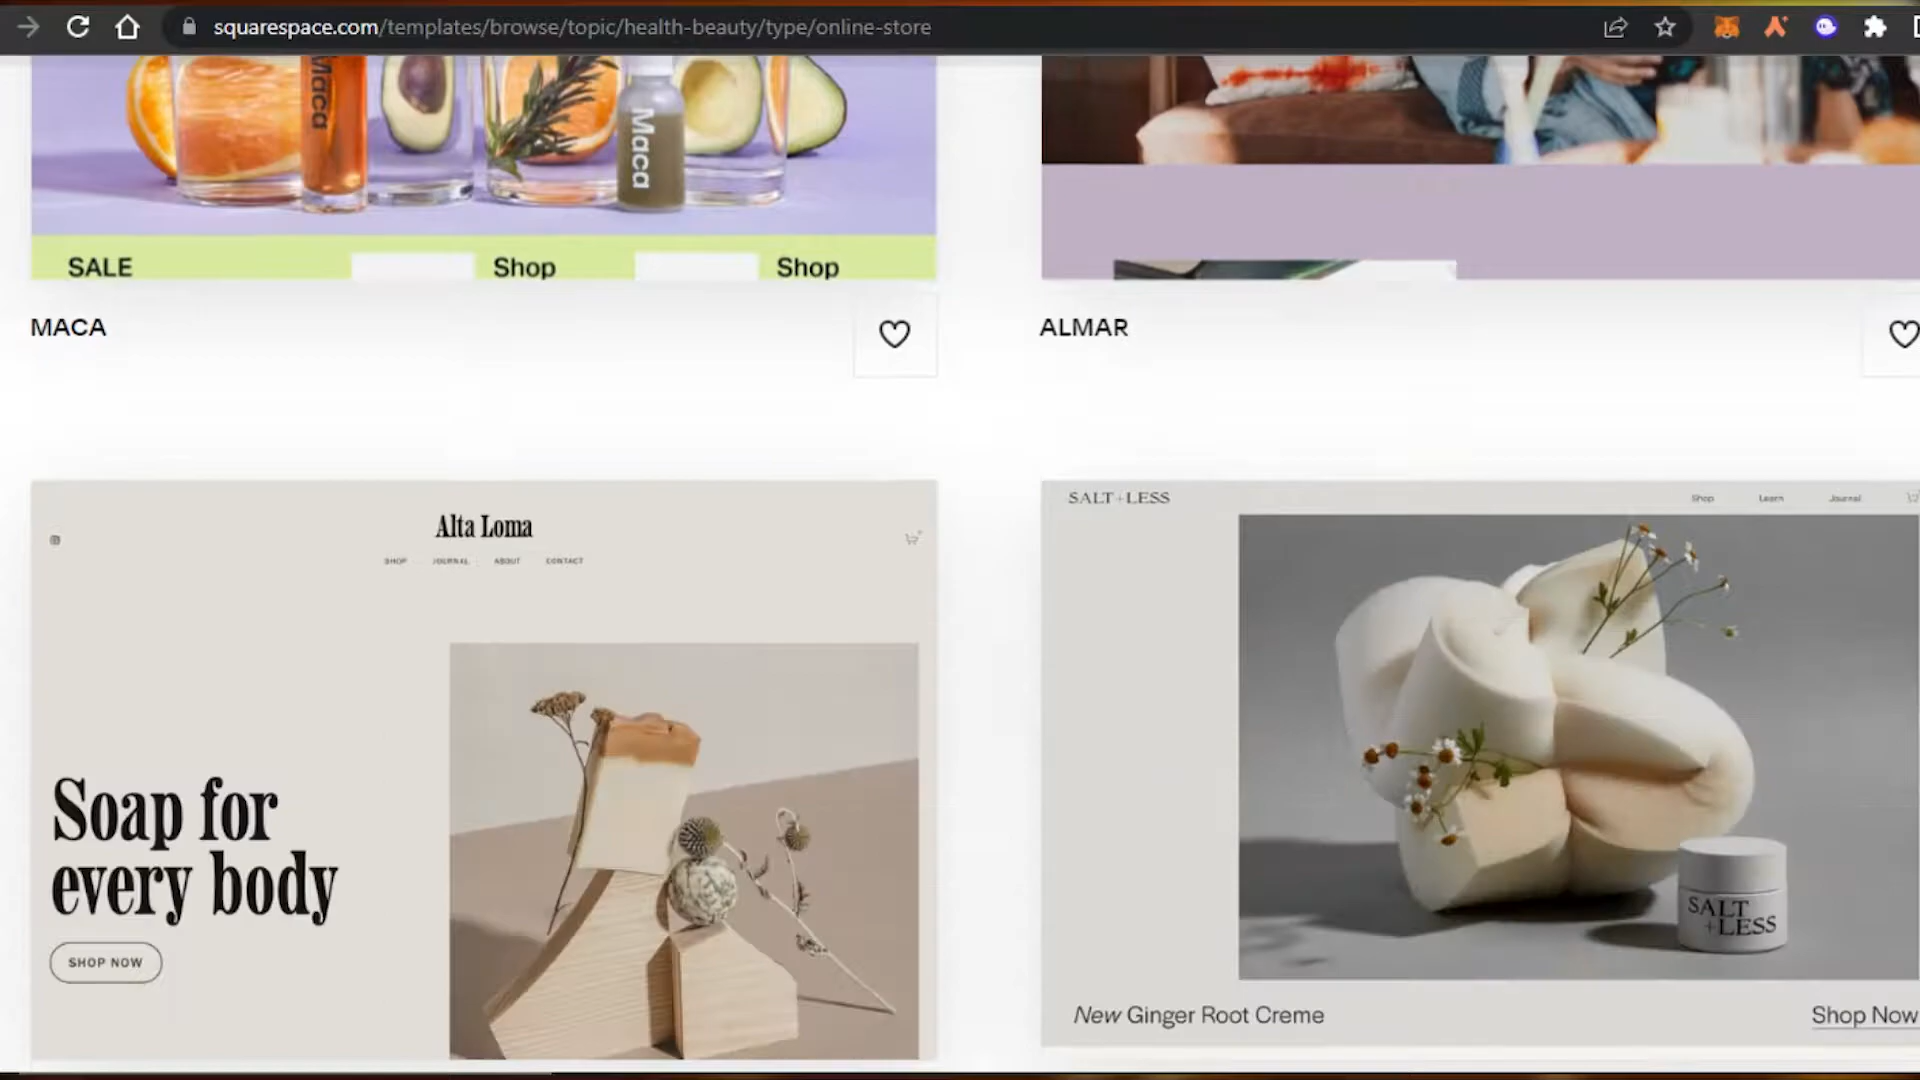 squarespace.com/templates/browse/topic/health-beauty/type/online-store
Maca
Maca
SALE
Shop
Shop
MACA
ALMAR
Alta Loma
SHOP JOURNAL ABOUT CONTACT
Soap for
every body
SHOP NOW
SALT+LESS
Shop Learn Journal
SALT
+LESS
New Ginger Root Creme
Shop Now